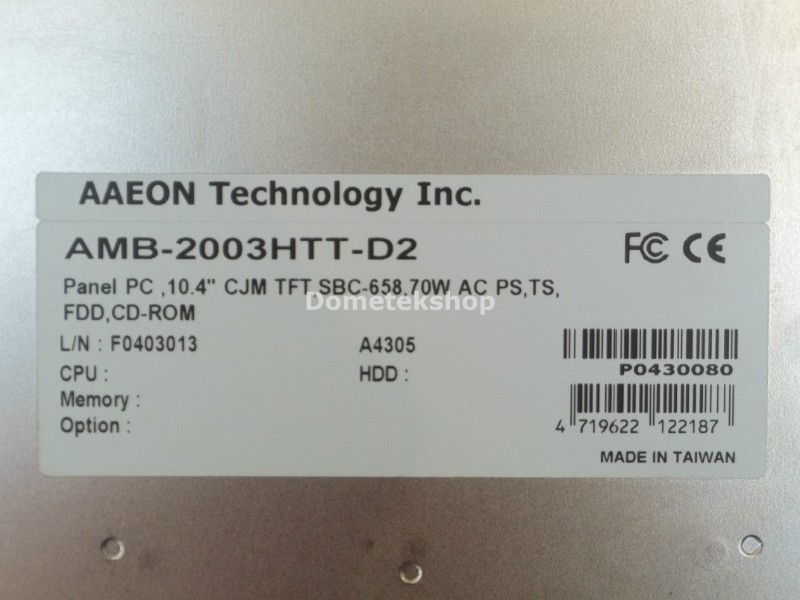 AAEON Technology Inc.
AMB-2003HTT-D2
FC CE
Panel PC ,10.4" CJM TFT SBC-658,70W AC PS,TS,
Dometekshop
FDD,CD-ROM
L/N : F0403013 A4305
CPU : HDD :
P0430080
Memory :
Option :
4 719622 122187
MADE IN TAIWAN